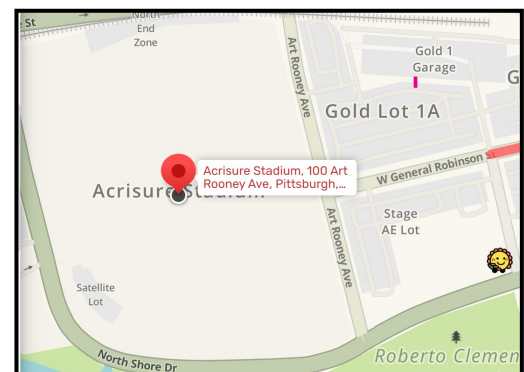 e St
North
End
Zone
Art Rooney Ave
Gold 1
Garage
G
Gold Lot 1A
Acrisure Stadium, 100 Art
Rooney Ave, Pittsburgh,...
Acrisure Stadium
W General Robinson
Art Rooney Ave
Stage
AE Lot
Satellite
Lot
North Shore Dr
Roberto Clemen